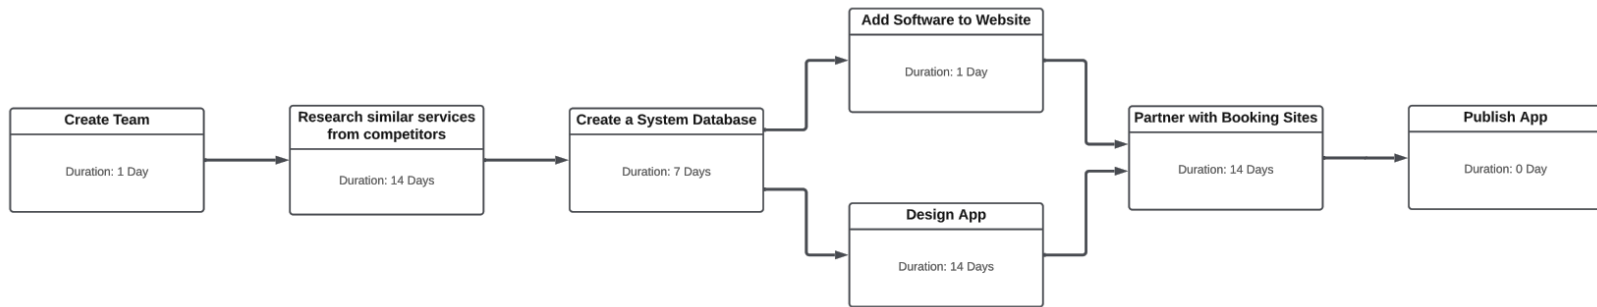 Create Team
Duration: 1 Day
Research similar services
from competitors
Duration: 14 Days
Create a System Database
Duration: 7 Days
Add Software to Website
Duration: 1 Day
Design App
Duration: 14 Days
Partner with Booking Sites
Duration: 14 Days
Publish App
Duration: 0 Day